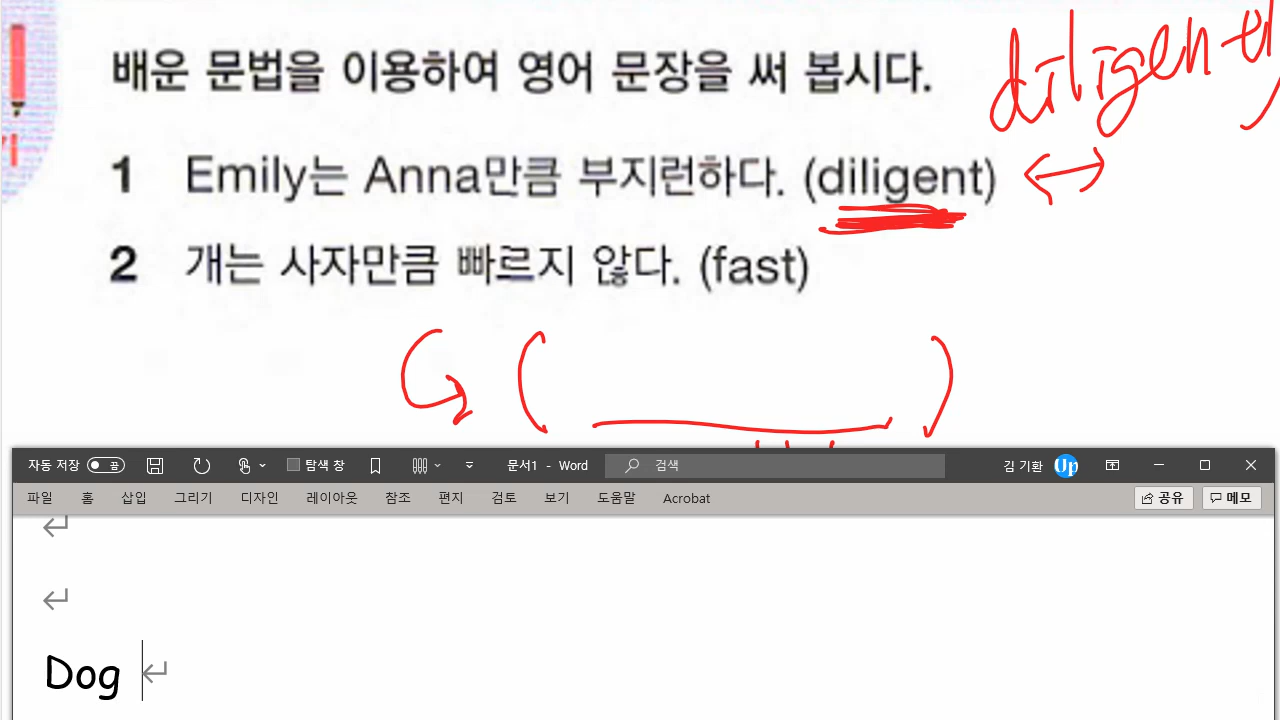 배운 문법을 이용하여 영어 문장을 써 봅시다.
diligently
1 Emily는 Anna만큼 부지런하다. (diligent)
2 개는 사자만큼 빠르지 않다. (fast)
자동 저장 끔 탐색 창 문서1 - Word 검색 김 기환 Up
파일 홈 삽입 그리기 디자인 레이아웃 참조 편지 검토 보기 도움말 Acrobat 공유 메모
Dog